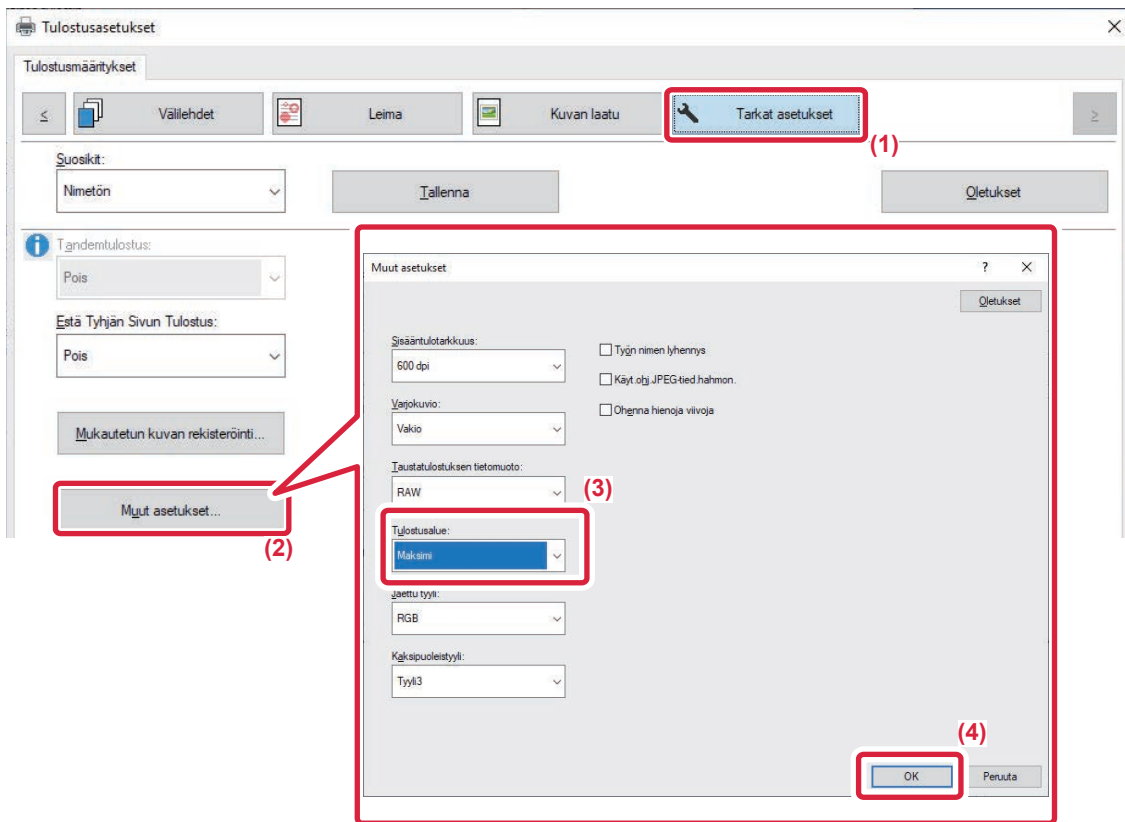 Tulostusasetukset
Tulostusmääritykset
<
Välilehdet
Leima
Kuvan laatu
Tarkat asetukset
>
(1)
Suosikit:
Nimetön
Tallenna
Oletukset
Tandemtulostus:
Pois
Estä Tyhjän Sivun Tulostus:
Pois
Mukautetun kuvan rekisteröinti...
Muut asetukset...
(2)
Muut asetukset
?
Oletukset
Sisääntulotarkkuus:
600 dpi
Varjokuvio:
Vakio
Taustatulostuksen tietomuoto:
RAW
(3)
Tulostusalue:
Maksimi
Jaettu tyyli:
RGB
Kaksipuoleistyyli:
Tyyli3
Työn nimen lyhennys
Käyt.ohj.JPEG-tied.hahmon.
Ohenna hienoja viivoja
(4)
OK
Peruuta